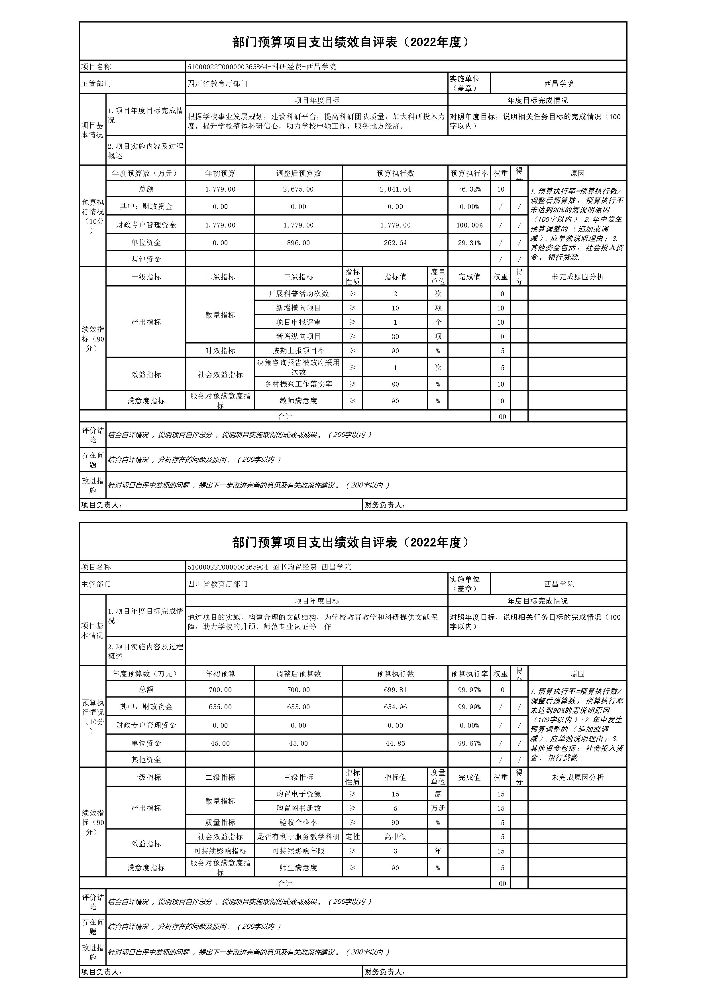 部门预算项目支出绩效自评表（2022年度）
项目名称 51000022T000000365864-科研经费-西昌学院
主管部门 四川省教育厅部门 实施单位（盖章） 西昌学院
项目基本情况 1.项目年度目标完成情况 项目年度目标 年度目标完成情况
根据学校事业发展规划，建设科研平台，提高科研团队质量，加大科研投入力度，提升学校整体科研信心，助力学校申硕工作，服务地方经济。 对照年度目标，说明相关任务目标的完成情况（100字以内）
2.项目实施内容及过程概述
预算执行情况（10分） 年度预算数（万元） 年初预算 调整后预算数 预算执行数 预算执行率 权重 得分 原因
总额 1,779.00 2,675.00 2,041.64 76.32% 10
其中：财政资金 0.00 0.00 0.00 0.00% / /
财政专户管理资金 1,779.00 1,779.00 1,779.00 100.00% / /
单位资金 0.00 896.00 262.64 29.31% / /
其他资金 / /
1.预算执行率=预算执行数/调整后预算数，预算执行率未达到90%的需说明原因（100字以内）;2.年中发生预算调整的（追加或调减）,应单独说明理由；3.其他资金包括：社会投入资金、银行贷款.
绩效指标（90分） 一级指标 二级指标 三级指标 指标性质 指标值 度量单位 完成值 权重 得分 未完成原因分析
产出指标 数量指标 开展科普活动次数 ≥ 2 次 10
新增横向项目 ≥ 10 项 10
项目申报评审 ≥ 1 个 10
新增纵向项目 ≥ 30 项 10
时效指标 按期上报项目率 ≥ 90 % 15
效益指标 社会效益指标 决策咨询报告被政府采用次数 ≥ 1 次 15
乡村振兴工作落实率 ≥ 80 % 10
满意度指标 服务对象满意度指标 教师满意度 ≥ 90 % 10
合计 100
评价结论 结合自评情况，说明项目自评总分，说明项目实施取得的成效或成果。（200字以内）
存在问题 结合自评情况，分析存在的问题及原因。（200字以内）
改进措施 针对项目自评中发现的问题，提出下一步改进完善的意见及有关政策性建议。（200字以内）
项目负责人： 财务负责人：
部门预算项目支出绩效自评表（2022年度）
项目名称 51000022T000000365904-图书购置经费-西昌学院
主管部门 四川省教育厅部门 实施单位（盖章） 西昌学院
项目基本情况 1.项目年度目标完成情况 项目年度目标 年度目标完成情况
通过项目的实施，构建合理的文献结构，为学校教育教学和科研提供文献保障，助力学校的升硕、师范专业认证等工作。 对照年度目标，说明相关任务目标的完成情况（100字以内）
2.项目实施内容及过程概述
预算执行情况（10分） 年度预算数（万元） 年初预算 调整后预算数 预算执行数 预算执行率 权重 得分 原因
总额 700.00 700.00 699.81 99.97% 10
其中：财政资金 655.00 655.00 654.96 99.99% / /
财政专户管理资金 0.00 0.00 0.00 0.00% / /
单位资金 45.00 45.00 44.85 99.67% / /
其他资金 / /
1.预算执行率=预算执行数/调整后预算数，预算执行率未达到90%的需说明原因（100字以内）;2.年中发生预算调整的（追加或调减）,应单独说明理由；3.其他资金包括：社会投入资金、银行贷款.
绩效指标（90分） 一级指标 二级指标 三级指标 指标性质 指标值 度量单位 完成值 权重 得分 未完成原因分析
产出指标 数量指标 购置电子资源 ≥ 15 家 15
购置图书册数 ≥ 5 万册 15
质量指标 验收合格率 ≥ 90 % 15
效益指标 社会效益指标 是否有利于服务教学科研 定性 高中低 15
可持续影响指标 可持续影响年限 ≥ 3 年 15
满意度指标 服务对象满意度指标 师生满意度 ≥ 90 % 15
合计 100
评价结论 结合自评情况，说明项目自评总分，说明项目实施取得的成效或成果。（200字以内）
存在问题 结合自评情况，分析存在的问题及原因。（200字以内）
改进措施 针对项目自评中发现的问题，提出下一步改进完善的意见及有关政策性建议。（200字以内）
项目负责人： 财务负责人：